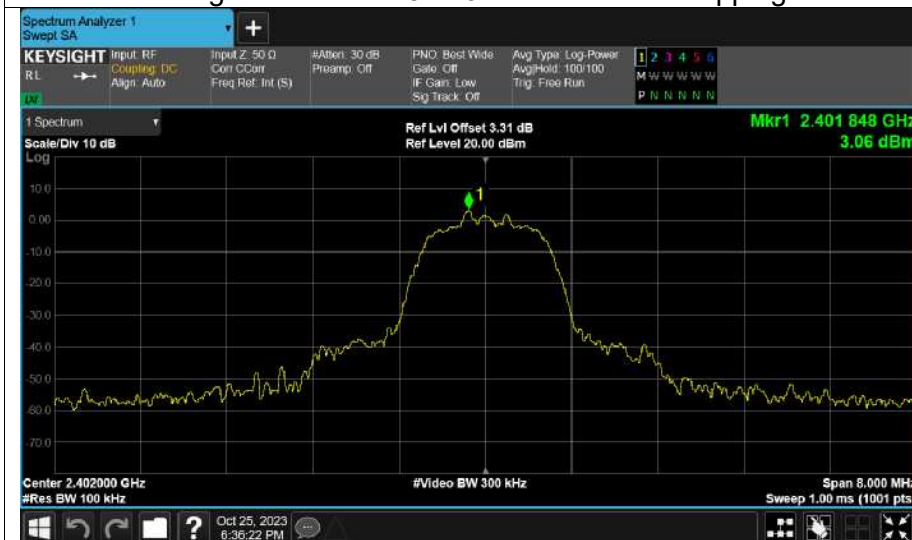 Spectrum Analyzer 1
Swept SA
KEYSIGHT
RL
Input: RF
Coupling: DC
Align: Auto
Input Z: 50 Ω
Corr CCorr
Freq Ref: Int (S)
#Atten: 30 dB
Preamp: Off
PNO: Best Wide
Gate: Off
IF Gain: Low
Sig Track: Off
Avg Type: Log-Power
Avg|Hold: 100/100
Trig: Free Run
1 2 3 4 5 6
M W W W W W
P N N N N N
1 Spectrum
Scale/Div 10 dB
Log
Ref Lvl Offset 3.31 dB
Ref Level 20.00 dBm
Mkr1 2.401 848 GHz
3.06 dBm
1
10.0
0.00
-10.0
-20.0
-30.0
-40.0
-50.0
-60.0
-70.0
Center 2.402000 GHz
#Res BW 100 kHz
#Video BW 300 kHz
Span 8.000 MHz
Sweep 1.00 ms (1001 pts
?
Oct 25, 2023
6:36:22 PM